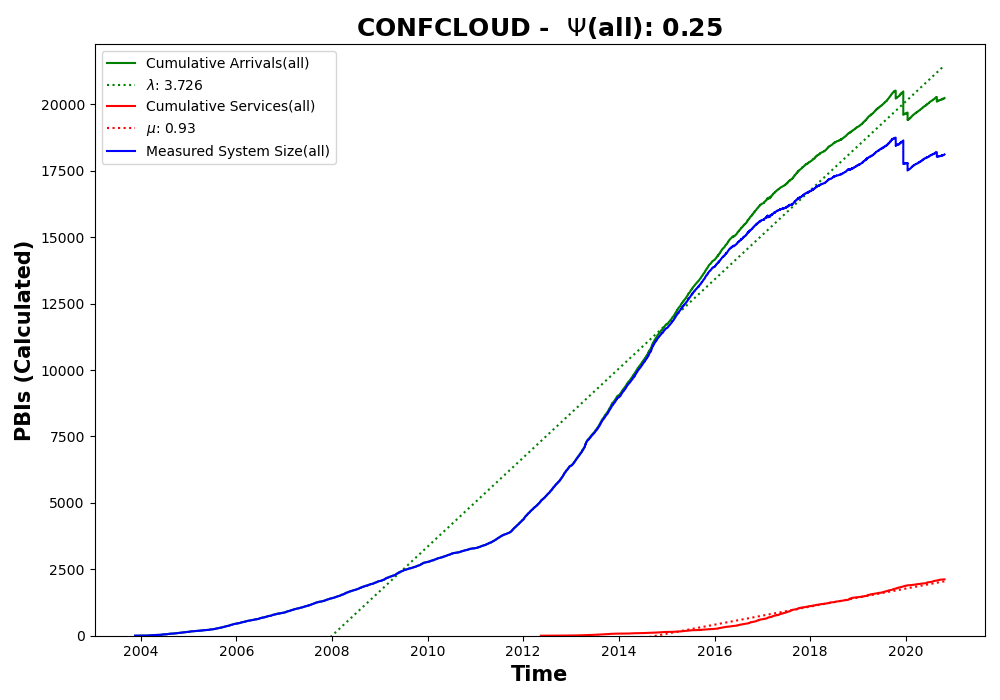 CONFCLOUD -  Ψ(all): 0.25
Cumulative Arrivals(all)
λ: 3.726
Cumulative Services(all)
μ: 0.93
Measured System Size(all)
PBIs (Calculated)
20000
17500
15000
12500
10000
7500
5000
2500
0
2004 2006 2008 2010 2012 2014 2016 2018 2020
Time